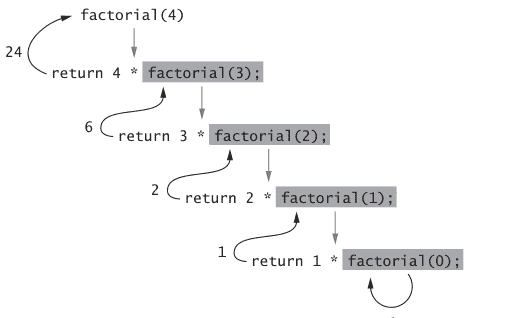 factorial(4)
24
return 4 * factorial(3);
6
return 3 * factorial(2);
2
return 2 * factorial(1);
1
return 1 * factorial(0);